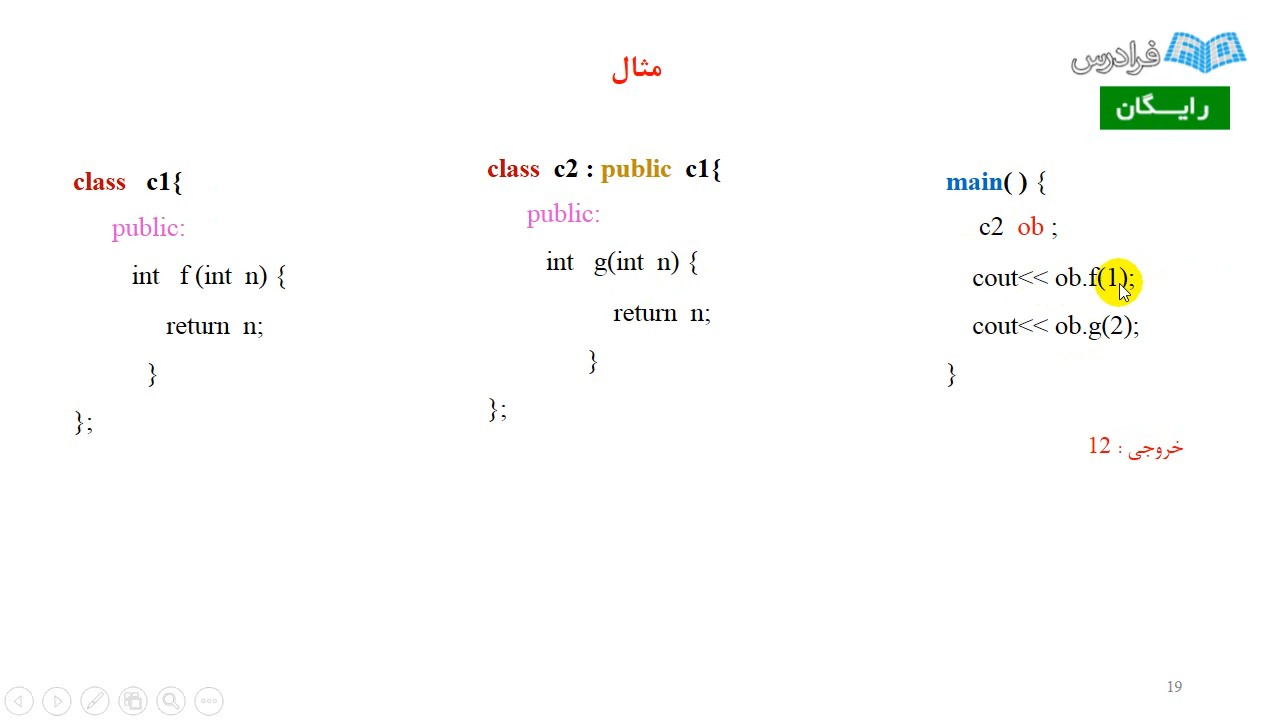 مثال
فرادرس
رایگان
class c1{
public:
int f (int n) {
return n;
}
};
class c2 : public c1{
public:
int g(int n) {
return n;
}
};
main( ) {
c2 ob ;
cout<< ob.f(1);
cout<< ob.g(2);
}
خروجی : 12
19